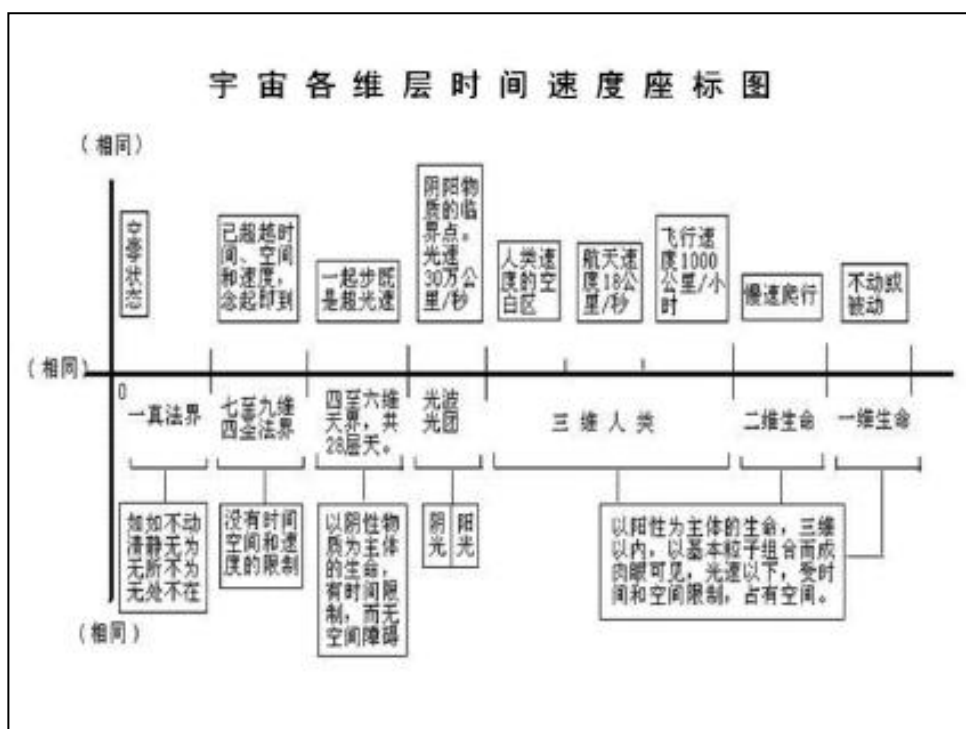 宇宙各维层时间速度座标图
(相同)
空零状态
已超越时
间、空间
和速度，
念起即到
一起步既
是超光速
阴阳物
质的临
界点。
光速
30万公
里/秒
人类速
度的空
白区
航天速
度18公
里/秒
飞行速
度1000
公里/小
时
慢速爬行
不动或
被动
(相同)
0
一真法界
七至九维
四圣法界
四至六维
天界，共
28层天。
光波
光团
三维人类
二维生命
一维生命
如如不动
清静无为
无所不为
无处不在
没有时间
空间和速
度的限制
以阴性物
质为主体
的生命，
有时间限
制，而无
空间障碍
阴光
阳光
以阳性为主体的生命，三维
以内，以基本粒子组合而成
肉眼可见，光速以下，受时
间和空间限制，占有空间。
(相同)